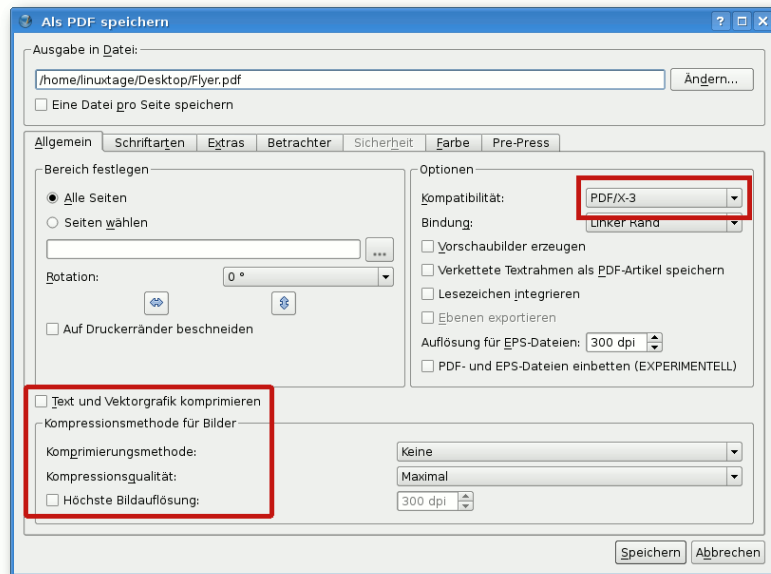 Als PDF speichern
Ausgabe in Datei:
/home/linuxtage/Desktop/Flyer.pdf
Ändern...
Eine Datei pro Seite speichern
Allgemein Schriftarten Extras Betrachter Sicherheit Farbe Pre-Press
Bereich festlegen
Alle Seiten
Seiten wählen
...
Rotation: 0 °
Auf Druckerränder beschneiden
Optionen
Kompatibilität: PDF/X-3
Bindung: Linker Rand
Vorschaubilder erzeugen
Verkettete Textrahmen als PDF-Artikel speichern
Lesezeichen integrieren
Ebenen exportieren
Auflösung für EPS-Dateien: 300 dpi
PDF- und EPS-Dateien einbetten (EXPERIMENTELL)
Text und Vektorgrafik komprimieren
Kompressionsmethode für Bilder
Komprimierungsmethode: Keine
Kompressionsqualität: Maximal
Höchste Bildauflösung: 300 dpi
Speichern Abbrechen